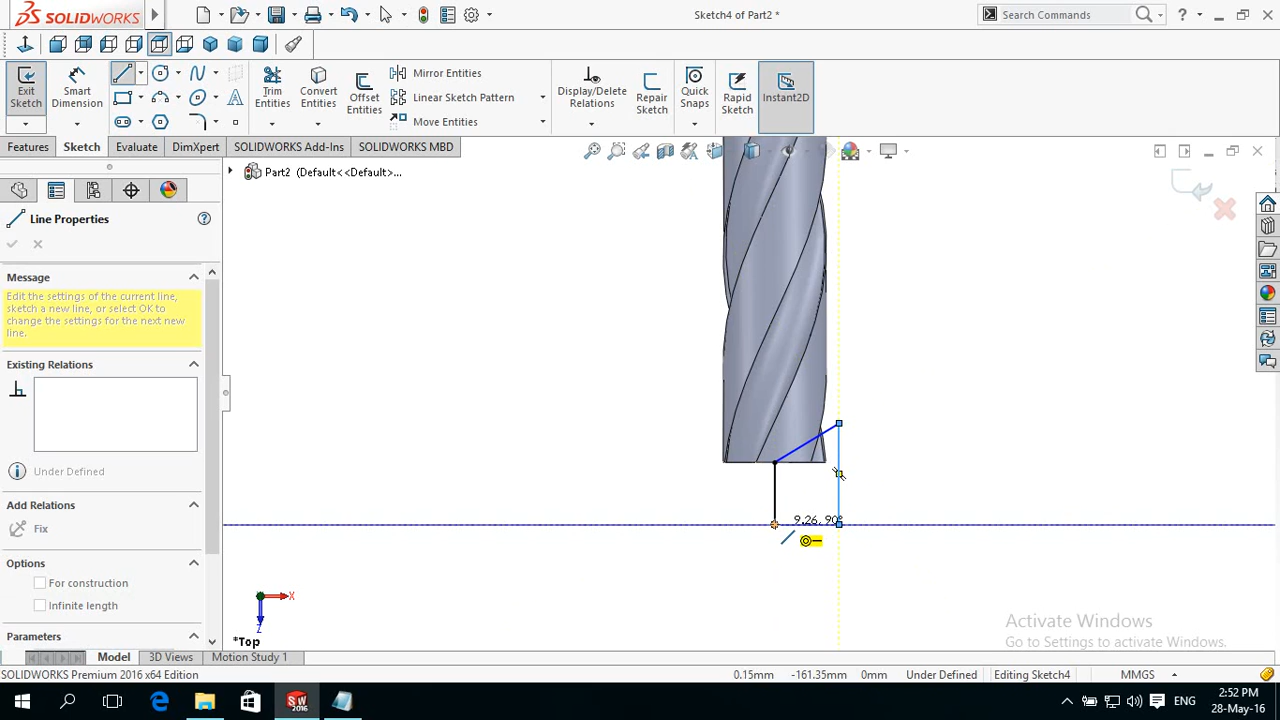 SOLIDWORKS
Sketch4 of Part2 *
Search Commands
?
Exit
Sketch
Smart
Dimension
Trim
Entities
Convert
Entities
Offset
Entities
Mirror Entities
Linear Sketch Pattern
Move Entities
Display/Delete
Relations
Repair
Sketch
Quick
Snaps
Rapid
Sketch
Instant2D
Features
Sketch
Evaluate
DimXpert
SOLIDWORKS Add-Ins
SOLIDWORKS MBD
Part2 (Default<<Default>...
Line Properties
?
Message
Edit the settings of the current line,
sketch a new line, or select OK to
change the settings for the next new
line.
Existing Relations
Under Defined
Add Relations
Fix
Options
For construction
Infinite length
Parameters
9.26, 90°
X
Z
*Top
Activate Windows
Go to Settings to activate Windows.
Model
3D Views
Motion Study 1
SOLIDWORKS Premium 2016 x64 Edition
0.15mm
-161.35mm
0mm
Under Defined
Editing Sketch4
MMGS
SW
2016
ENG
2:52 PM
28-May-16